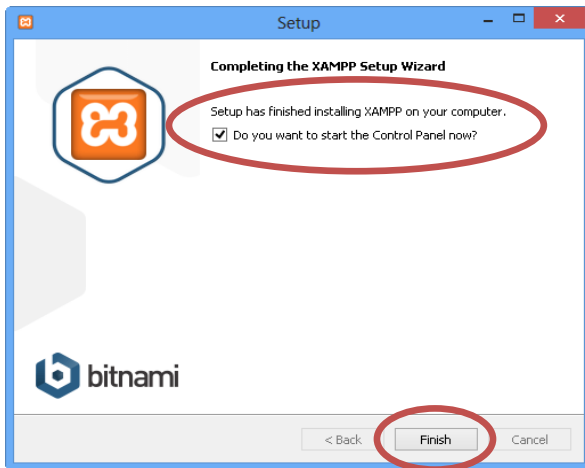 Setup
Completing the XAMPP Setup Wizard
Setup has finished installing XAMPP on your computer.
Do you want to start the Control Panel now?
bitnami
< Back
Finish
Cancel